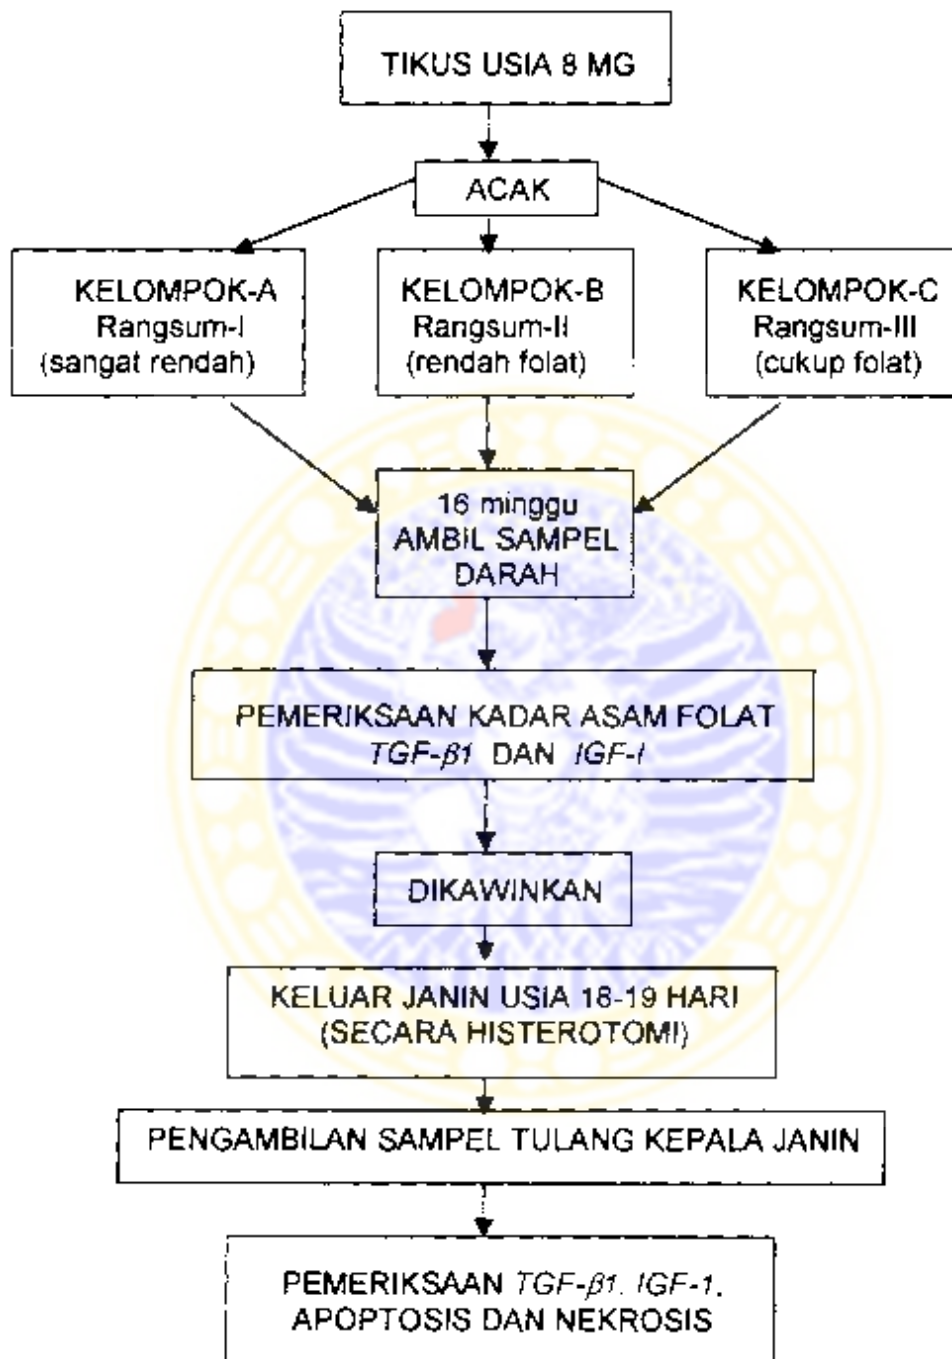 TIKUS USIA 8 MG
ACAK
KELOMPOK-A
Rangsum-I
(sangat rendah)
KELOMPOK-B
Rangsum-II
(rendah folat)
KELOMPOK-C
Rangsum-III
(cukup folat)
16 minggu
AMBIL SAMPEL
DARAH
PEMERIKSAAN KADAR ASAM FOLAT
TGF-β1 DAN IGF-I
DIKAWINKAN
KELUAR JANIN USIA 18-19 HARI
(SECARA HISTEROTOMI)
PENGAMBILAN SAMPEL TULANG KEPALA JANIN
PEMERIKSAAN TGF-β1, IGF-1,
APOPTOSIS DAN NEKROSIS